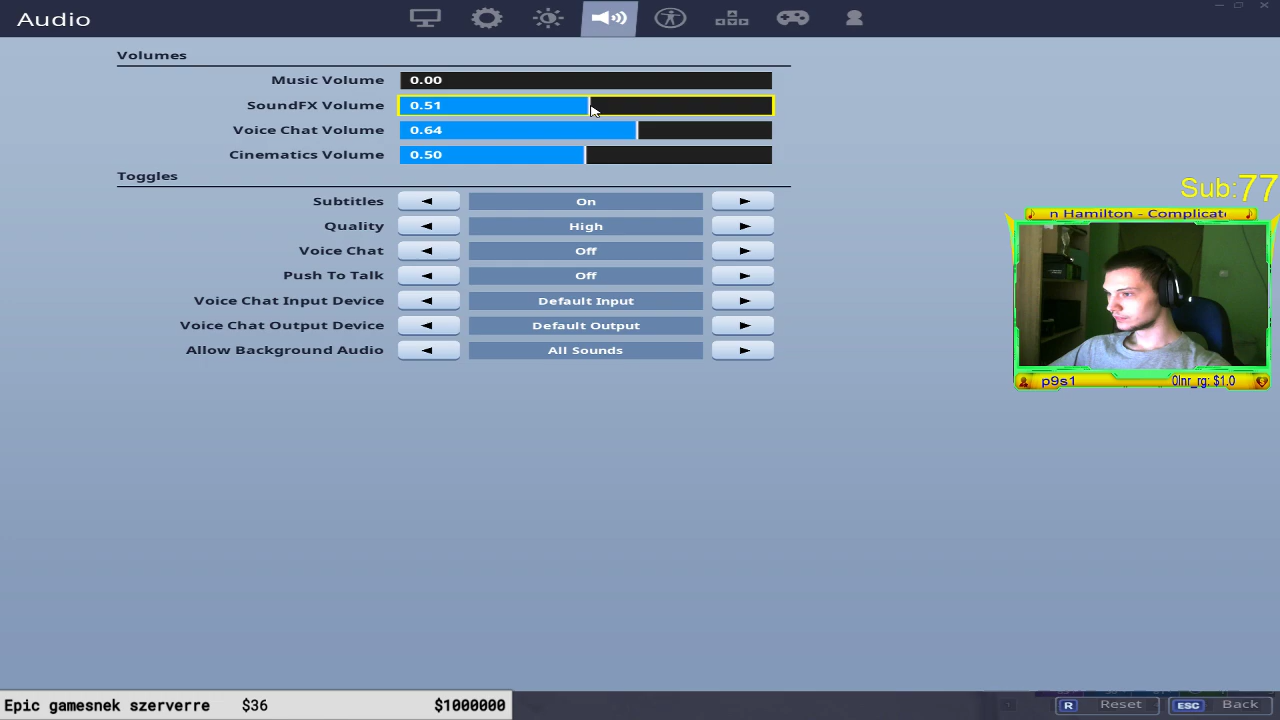 Audio
Volumes
Music Volume 0.00
SoundFX Volume 0.51
Voice Chat Volume 0.64
Cinematics Volume 0.50
Toggles
Subtitles On
Quality High
Voice Chat Off
Push To Talk Off
Voice Chat Input Device Default Input
Voice Chat Output Device Default Output
Allow Background Audio All Sounds
Sub:77
n Hamilton - Complicat
p9s1 0lnr_rg: $1.0
Epic gamesnek szerverre $36 $1000000
R Reset ESC Back